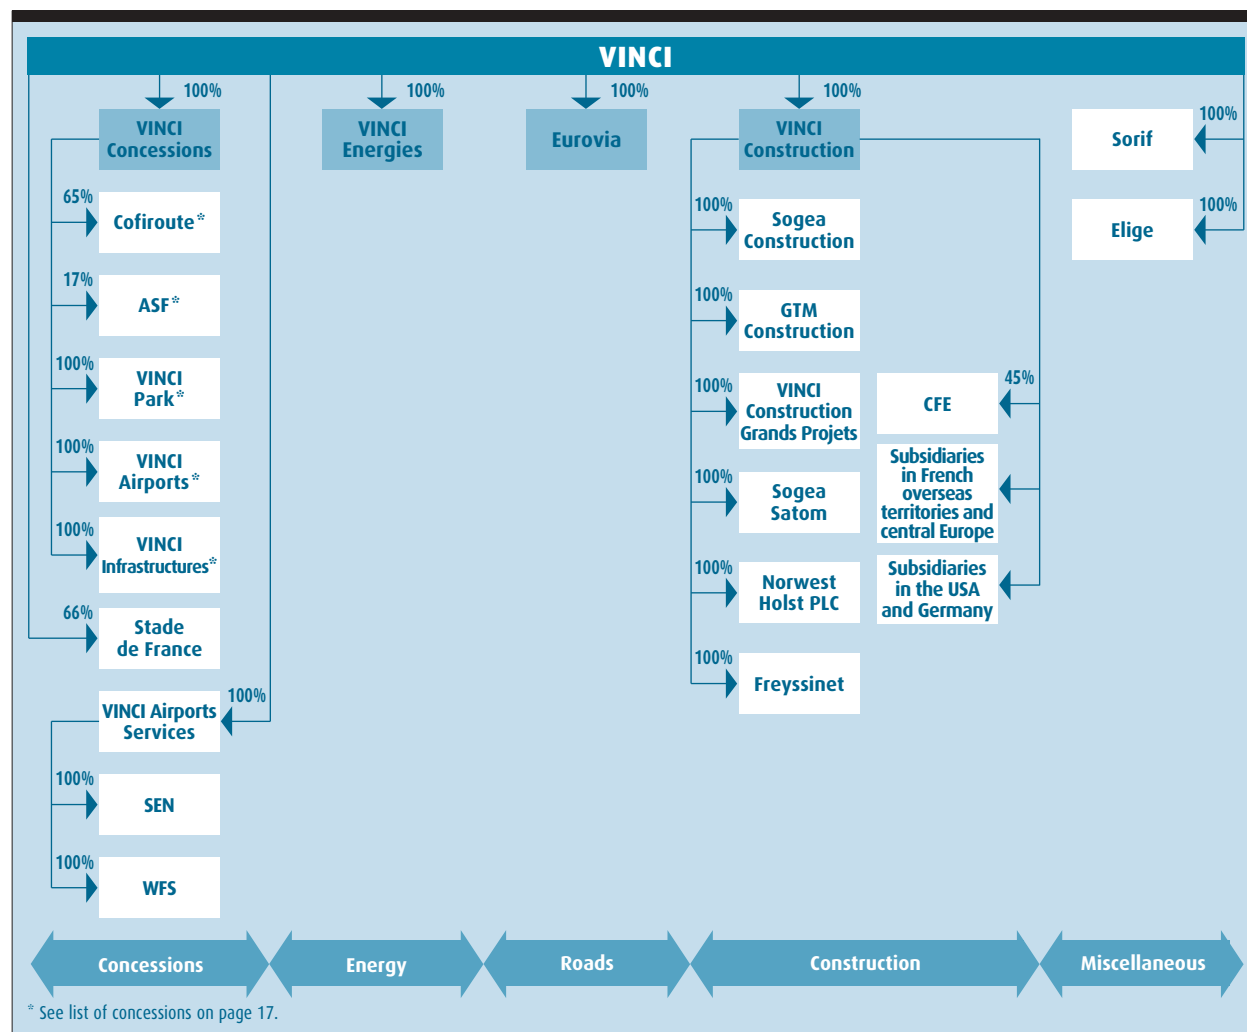 VINCI
100%
100%
100%
100%
VINCI
Concessions
VINCI
Energies
Eurovia
VINCI
Construction
100%
Sorif
65%
Cofiroute*
100%
Sogea
Construction
100%
Elige
17%
ASF*
100%
GTM
Construction
100%
VINCI
Park*
100%
VINCI
Construction
Grands Projets
45%
CFE
100%
VINCI
Airports*
100%
Sogea
Satom
Subsidiaries
in French
overseas
territories and
central Europe
100%
VINCI
Infrastructures*
100%
Norwest
Holst PLC
Subsidiaries
in the USA
and Germany
66%
Stade
de France
100%
Freyssinet
100%
VINCI Airports
Services
100%
SEN
100%
WFS
Concessions
Energy
Roads
Construction
Miscellaneous
* See list of concessions on page 17.